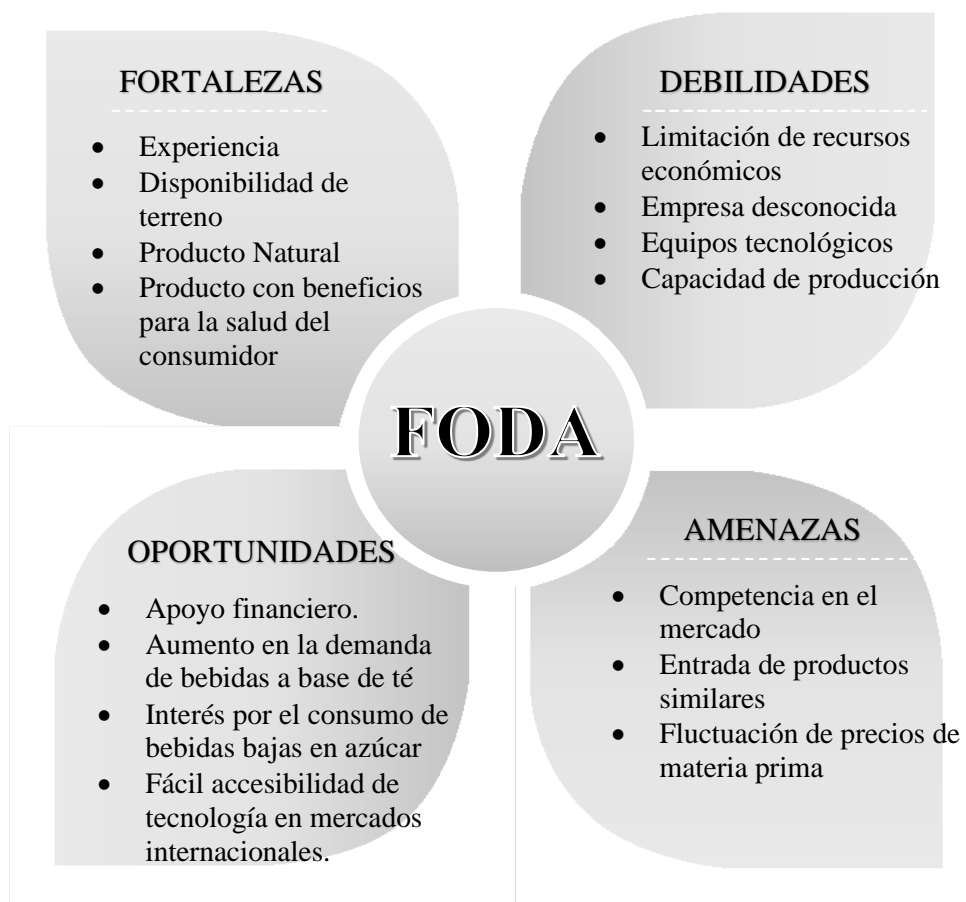 FORTALEZAS
• Experiencia
• Disponibilidad de
terreno
• Producto Natural
• Producto con beneficios
para la salud del
consumidor
DEBILIDADES
• Limitación de recursos
económicos
• Empresa desconocida
• Equipos tecnológicos
• Capacidad de producción
FODA
OPORTUNIDADES
• Apoyo financiero.
• Aumento en la demanda
de bebidas a base de té
• Interés por el consumo de
bebidas bajas en azúcar
• Fácil accesibilidad de
tecnología en mercados
internacionales.
AMENAZAS
• Competencia en el
mercado
• Entrada de productos
similares
• Fluctuación de precios de
materia prima